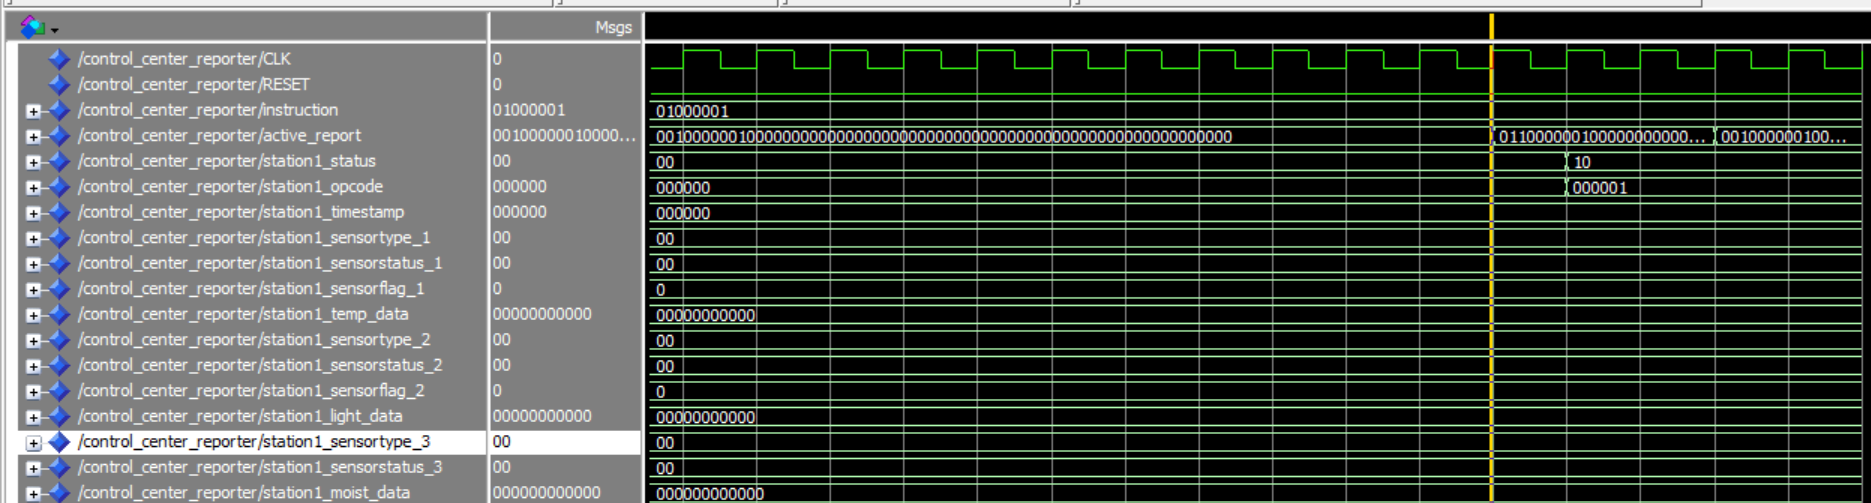 Msgs
/control_center_reporter/CLK 0
/control_center_reporter/RESET 0
/control_center_reporter/instruction 01000001 01000001
/control_center_reporter/active_report 00100000010000... 0010000001000000000000000000000000000000000000000000000000000000 011000000100000000000... 001000000100...
/control_center_reporter/station1_status 00 00 10
/control_center_reporter/station1_opcode 000000 000000 000001
/control_center_reporter/station1_timestamp 000000 000000
/control_center_reporter/station1_sensortype_1 00 00
/control_center_reporter/station1_sensorstatus_1 00 00
/control_center_reporter/station1_sensorflag_1 0 0
/control_center_reporter/station1_temp_data 00000000000 00000000000
/control_center_reporter/station1_sensortype_2 00 00
/control_center_reporter/station1_sensorstatus_2 00 00
/control_center_reporter/station1_sensorflag_2 0 0
/control_center_reporter/station1_light_data 00000000000 00000000000
/control_center_reporter/station1_sensortype_3 00 00
/control_center_reporter/station1_sensorstatus_3 00 00
/control_center_reporter/station1_moist_data 000000000000 000000000000